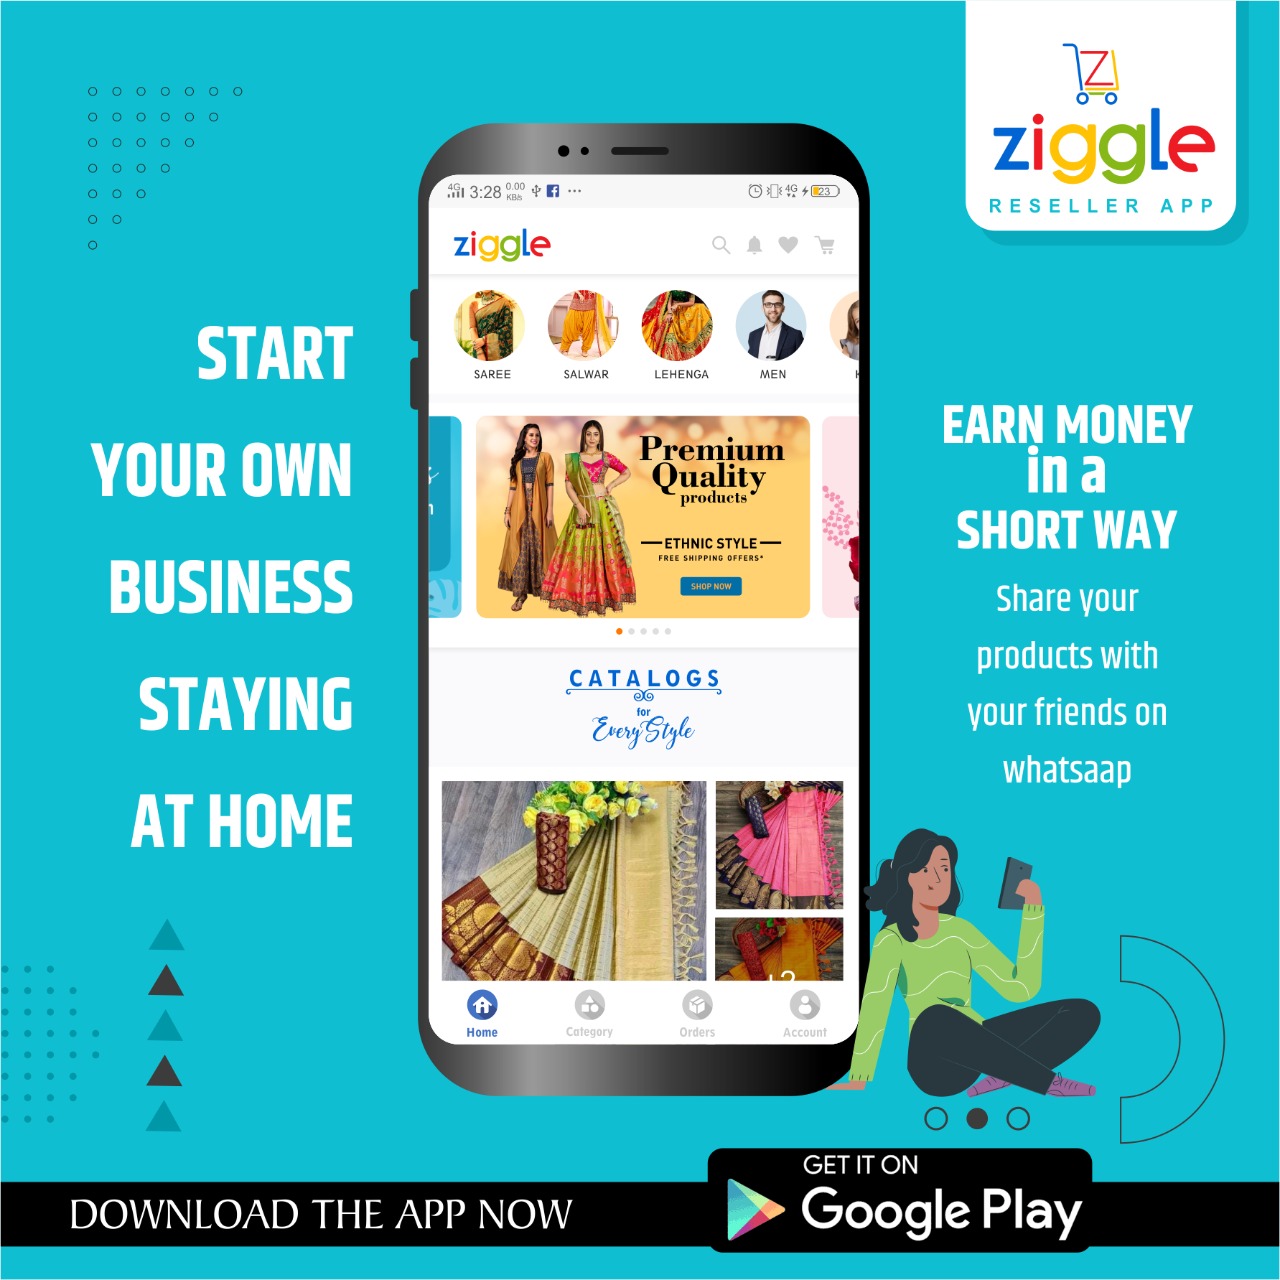 ziggle
RESELLER APP
START
YOUR OWN
BUSINESS
STAYING
AT HOME
4G 3:28 0.00 KB/s ... 4G 23
ziggle
SAREE SALWAR LEHENGA MEN K
Premium
Quality
products
ETHNIC STYLE
FREE SHIPPING OFFERS*
SHOP NOW
CATALOGS
for
Every Style
+2
Home Category Orders Account
EARN MONEY
in a
SHORT WAY
Share your
products with
your friends on
whatsaap
DOWNLOAD THE APP NOW
GET IT ON
Google Play